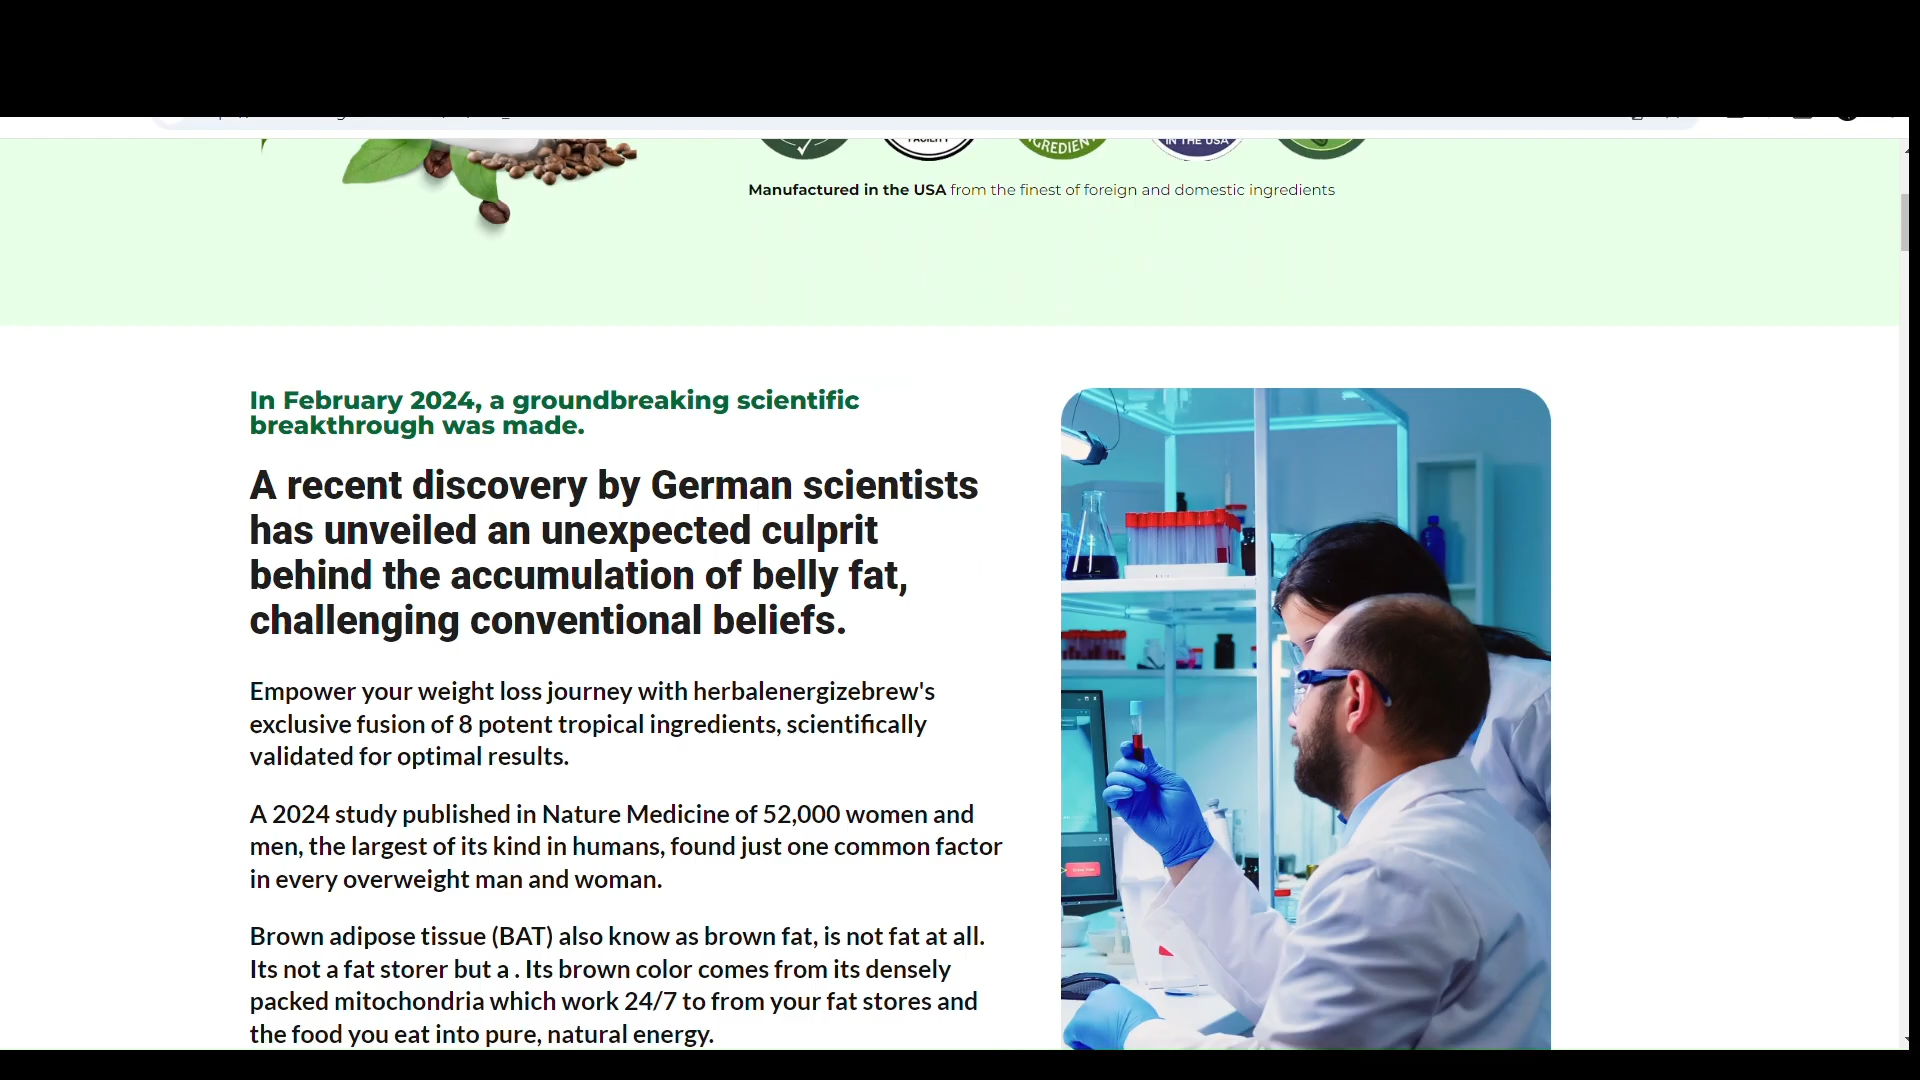 FACILITY
GREDIEN
IN THE USA
Manufactured in the USA from the finest of foreign and domestic ingredients
In February 2024, a groundbreaking scientific
breakthrough was made.
A recent discovery by German scientists
has unveiled an unexpected culprit
behind the accumulation of belly fat,
challenging conventional beliefs.
Empower your weight loss journey with herbalenergizebrew's
exclusive fusion of 8 potent tropical ingredients, scientifically
validated for optimal results.
A 2024 study published in Nature Medicine of 52,000 women and
men, the largest of its kind in humans, found just one common factor
in every overweight man and woman.
Brown adipose tissue (BAT) also know as brown fat, is not fat at all.
Its not a fat storer but a . Its brown color comes from its densely
packed mitochondria which work 24/7 to from your fat stores and
the food you eat into pure, natural energy.